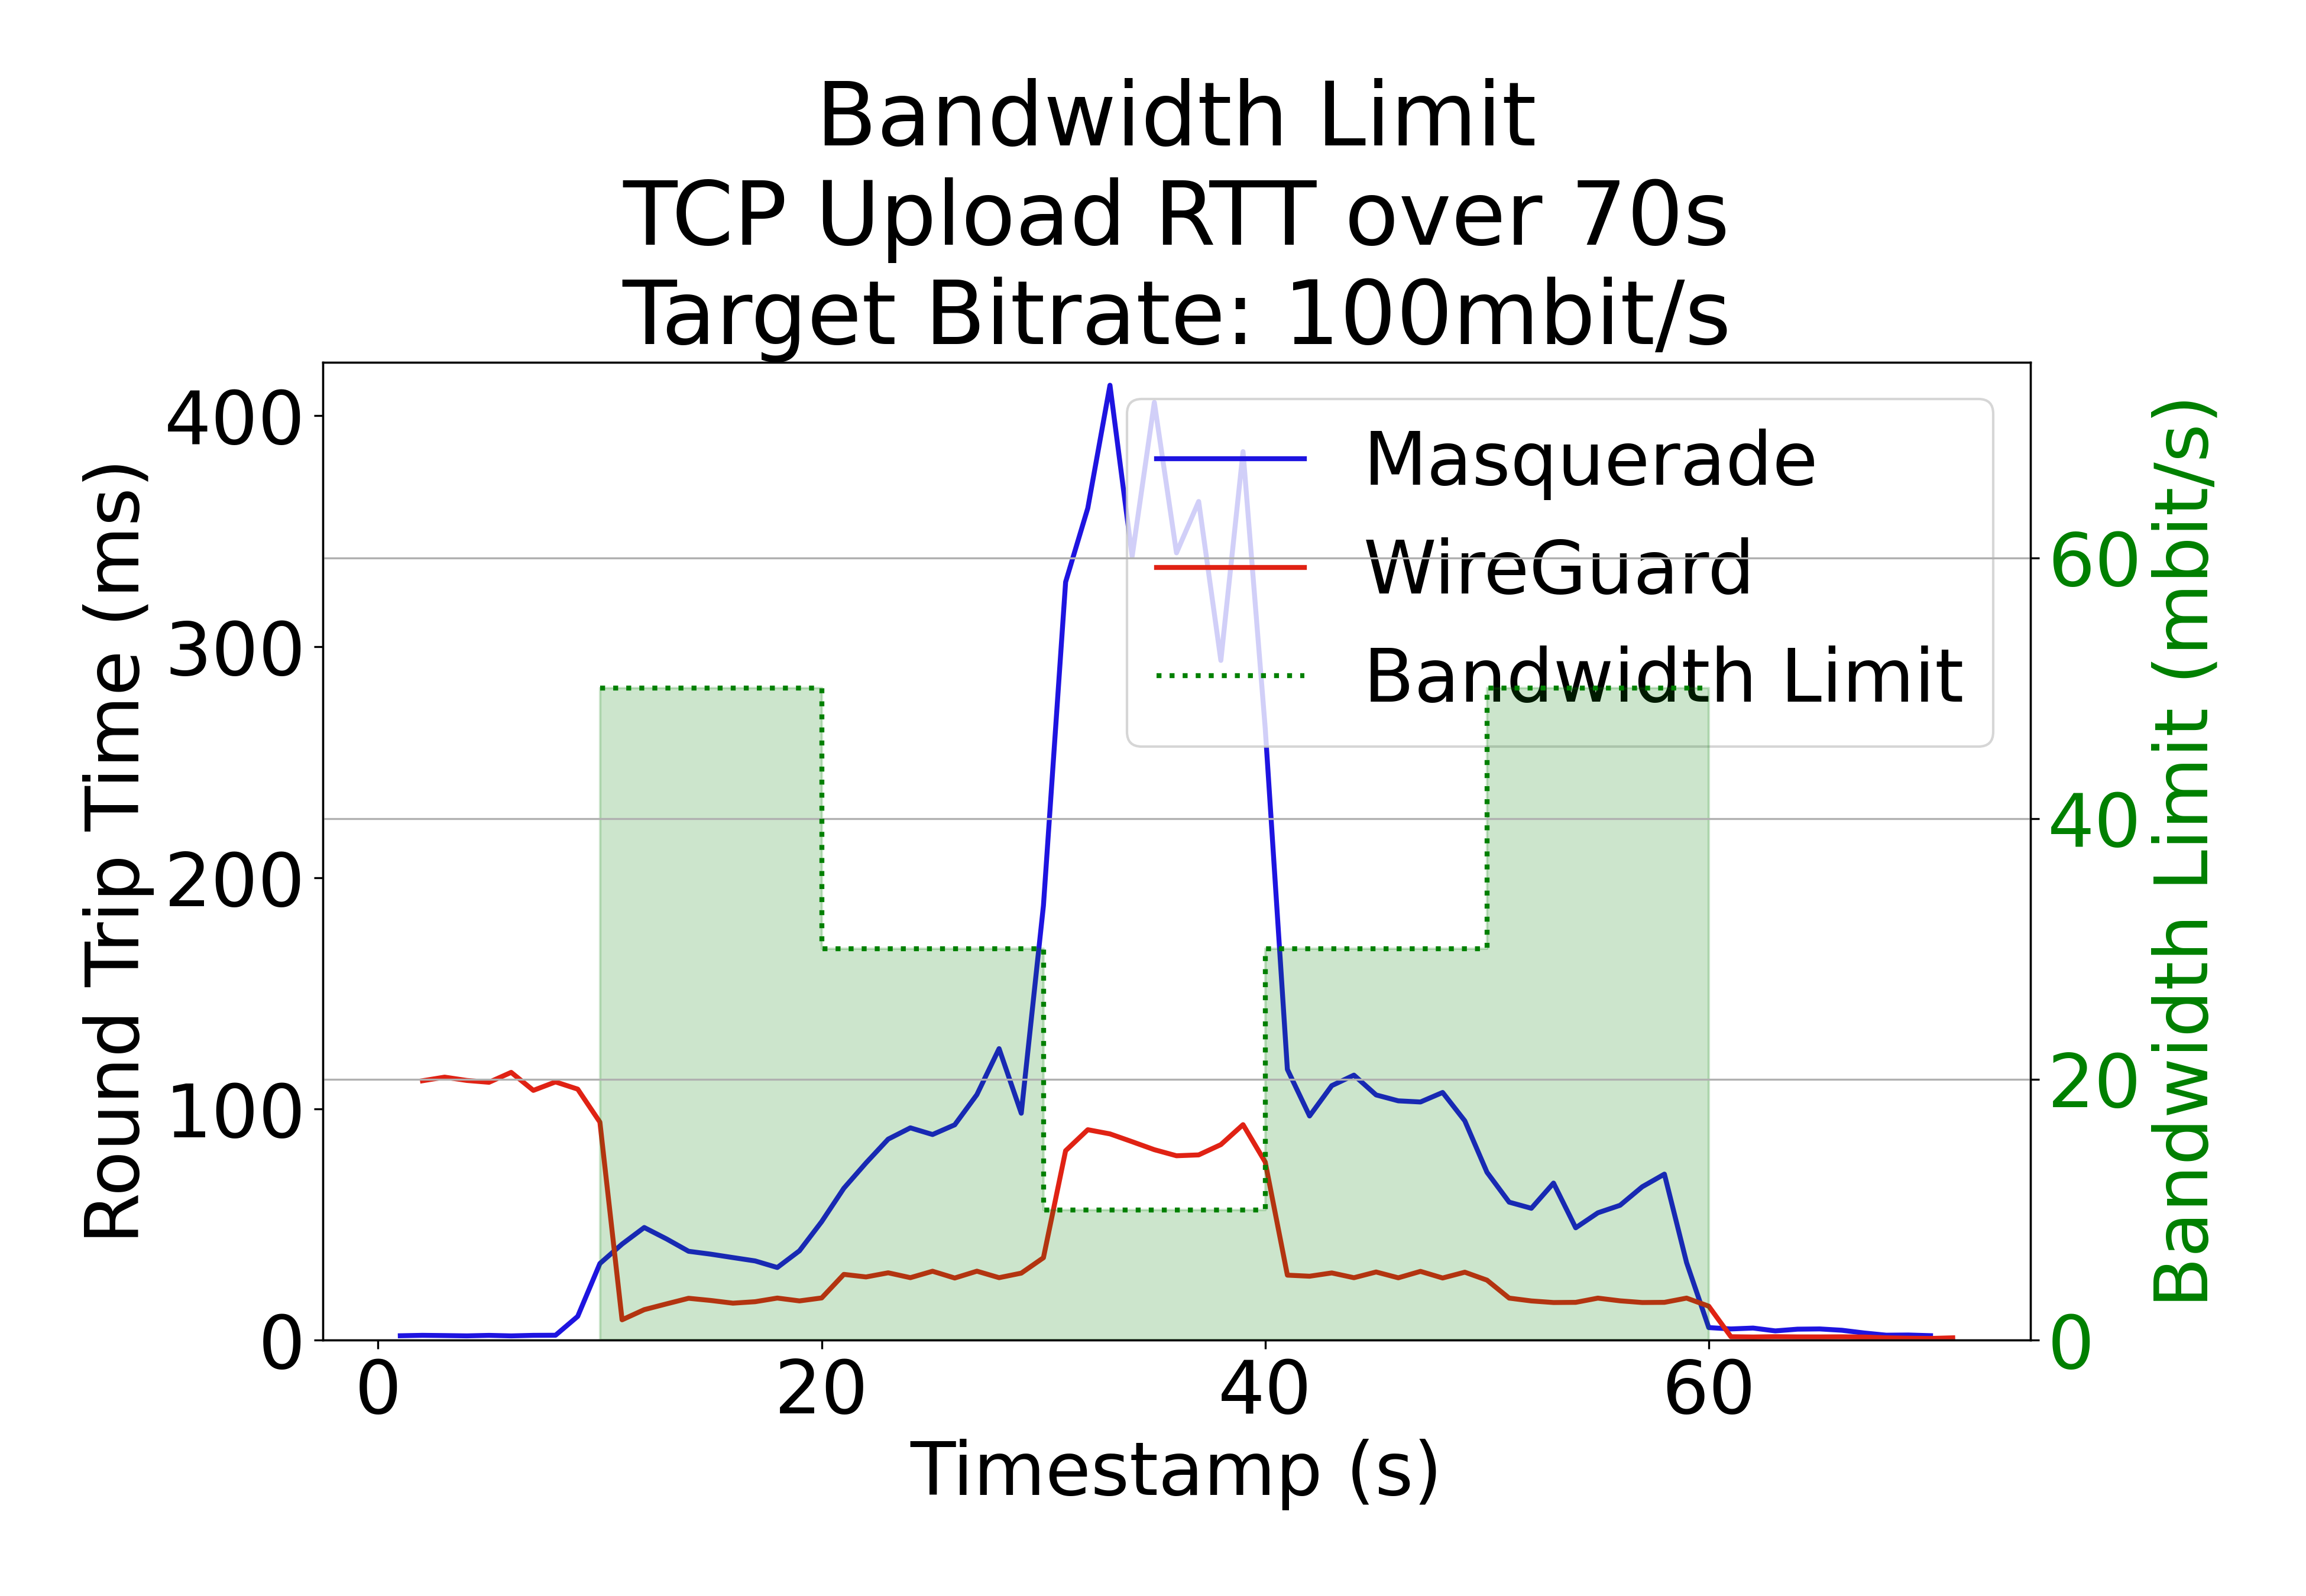 Bandwidth Limit
TCP Upload RTT over 70s
Target Bitrate: 100mbit/s
Round Trip Time (ms)
400
300
200
100
0
Masquerade
WireGuard
Bandwidth Limit
60
40
20
0
Bandwidth Limit (mbit/s)
0 20 40 60
Timestamp (s)